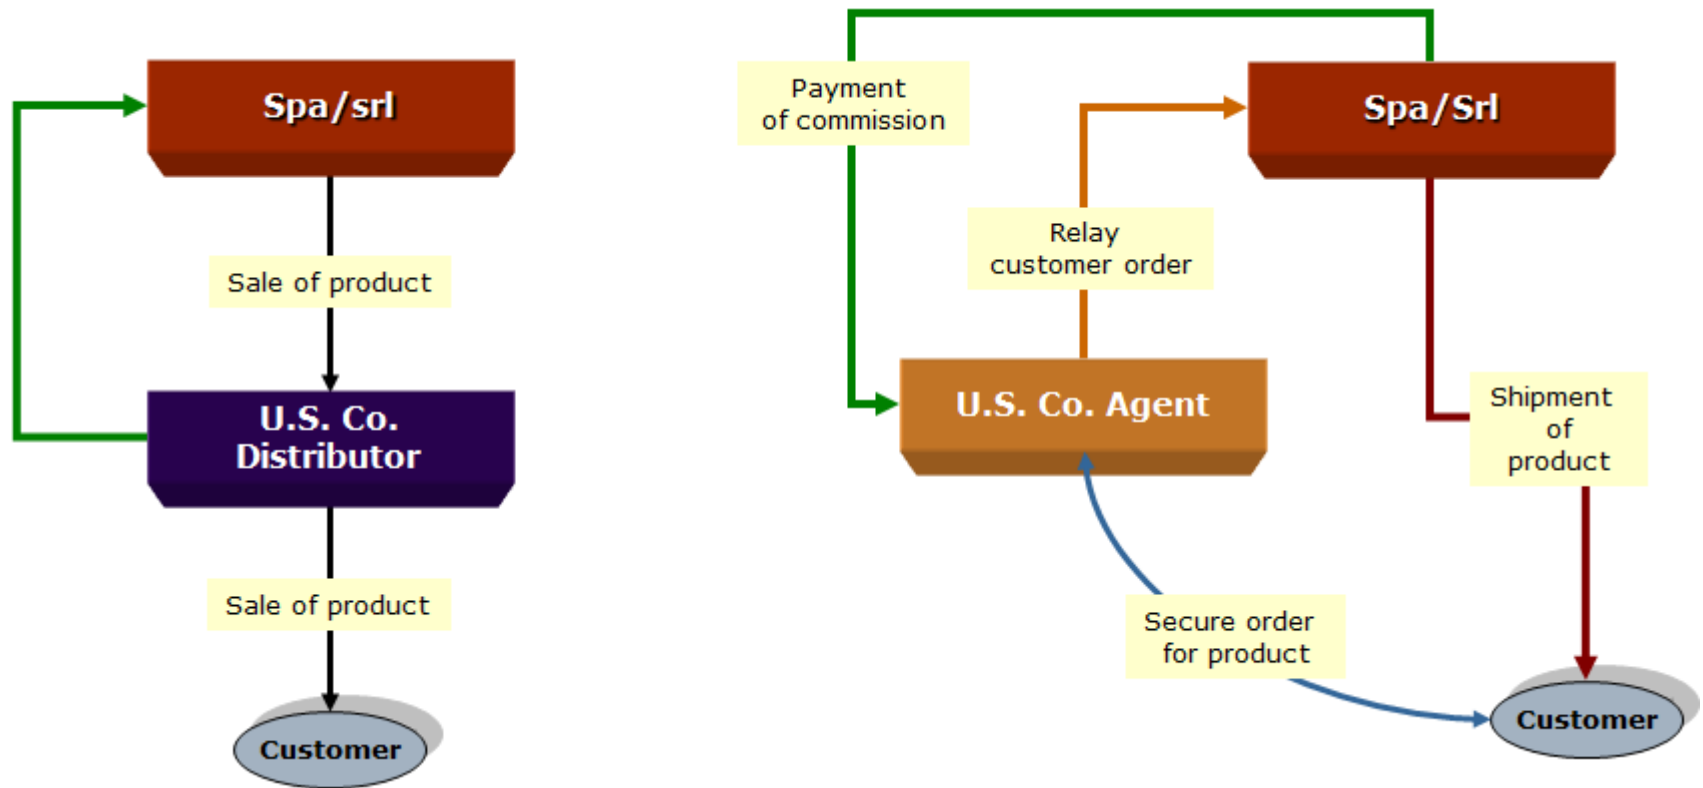 Spa/srl
Sale of product
U.S. Co.
Distributor
Sale of product
Customer
Payment
of commission
Spa/Srl
Relay
customer order
U.S. Co. Agent
Shipment
of
product
Secure order
for product
Customer